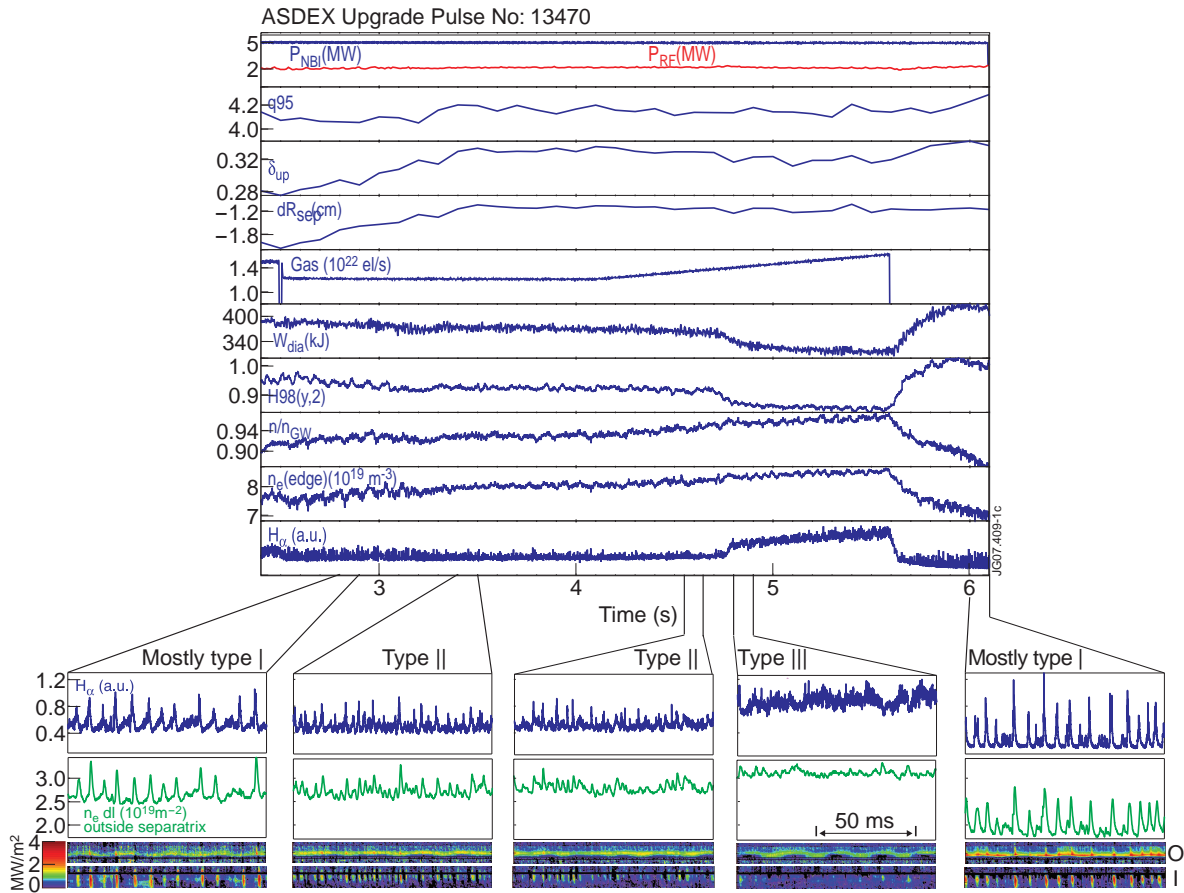 ASDEX Upgrade Pulse No: 13470
5
P_NBI(MW)
P_RF(MW)
2
q95
4.2
4.0
0.32
δ_up
0.28
dR_sep(cm)
−1.2
−1.8
Gas (10^22 el/s)
1.4
1.0
400
340
W_dia(kJ)
1.0
0.9
H98(y,2)
n/n_GW
0.94
0.90
n_e(edge)(10^19 m^-3)
8
7
H_α (a.u.)
JG07.409-1c
3 4 5 6
Time (s)
Mostly type | Type || Type || Type ||| Mostly type |
1.2
H_α (a.u.)
0.8
0.4
3.0
2.5
n_e dl (10^19m^−2)
outside separatrix
2.0
50 ms
4
2
0
MW/m^2
O
I